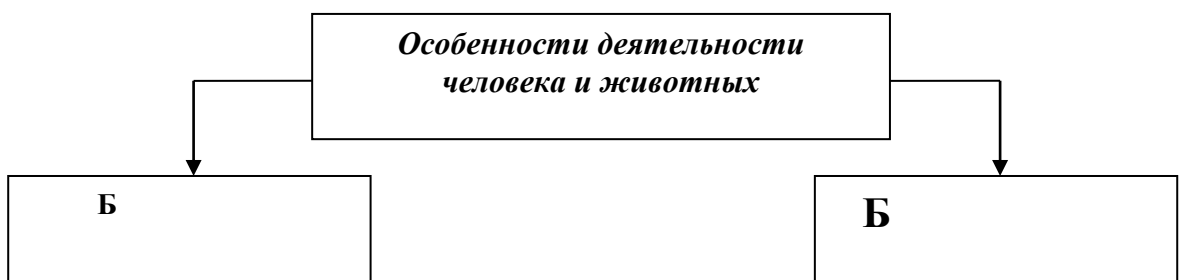 Особенности деятельности
человека и животных
Б
Б